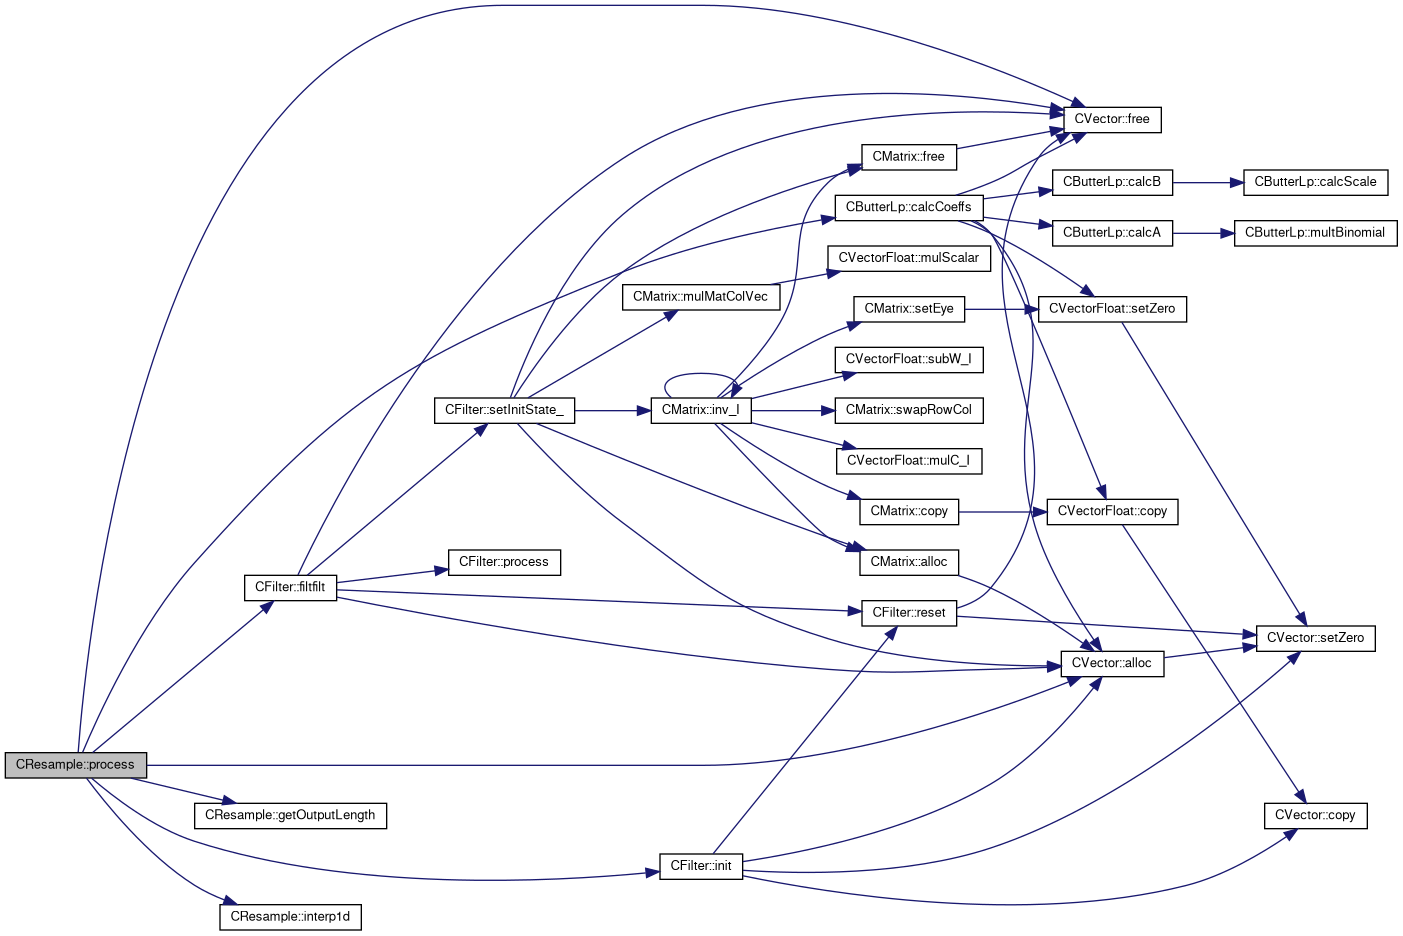 CVector::free
CMatrix::free
CButterLp::calcB
CButterLp::calcScale
CButterLp::calcCoeffs
CButterLp::calcA
CButterLp::multBinomial
CVectorFloat::mulScalar
CMatrix::mulMatColVec
CMatrix::setEye
CVectorFloat::setZero
CVectorFloat::subW_I
CFilter::setInitState_
CMatrix::inv_I
CMatrix::swapRowCol
CVectorFloat::mulC_I
CMatrix::copy
CVectorFloat::copy
CFilter::process
CMatrix::alloc
CFilter::filtfilt
CFilter::reset
CVector::setZero
CVector::alloc
CResample::process
CResample::getOutputLength
CVector::copy
CFilter::init
CResample::interp1d